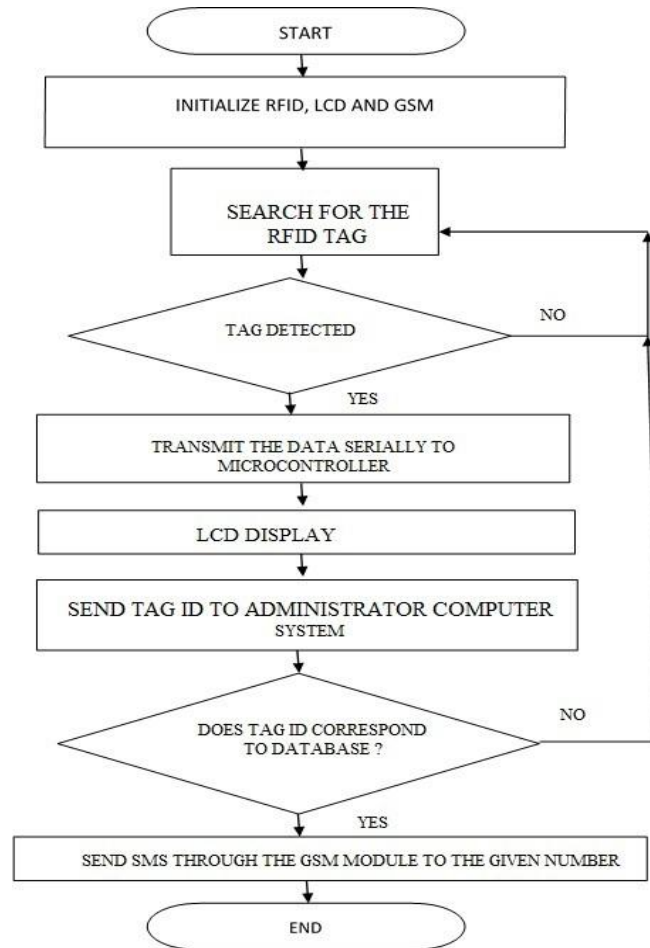 START
INITIALIZE RFID, LCD AND GSM
SEARCH FOR THE
RFID TAG
TAG DETECTED
NO
YES
TRANSMIT THE DATA SERIALLY TO
MICROCONTROLLER
LCD DISPLAY
SEND TAG ID TO ADMINISTRATOR COMPUTER
SYSTEM
DOES TAG ID CORRESPOND
TO DATABASE ?
NO
YES
SEND SMS THROUGH THE GSM MODULE TO THE GIVEN NUMBER
END